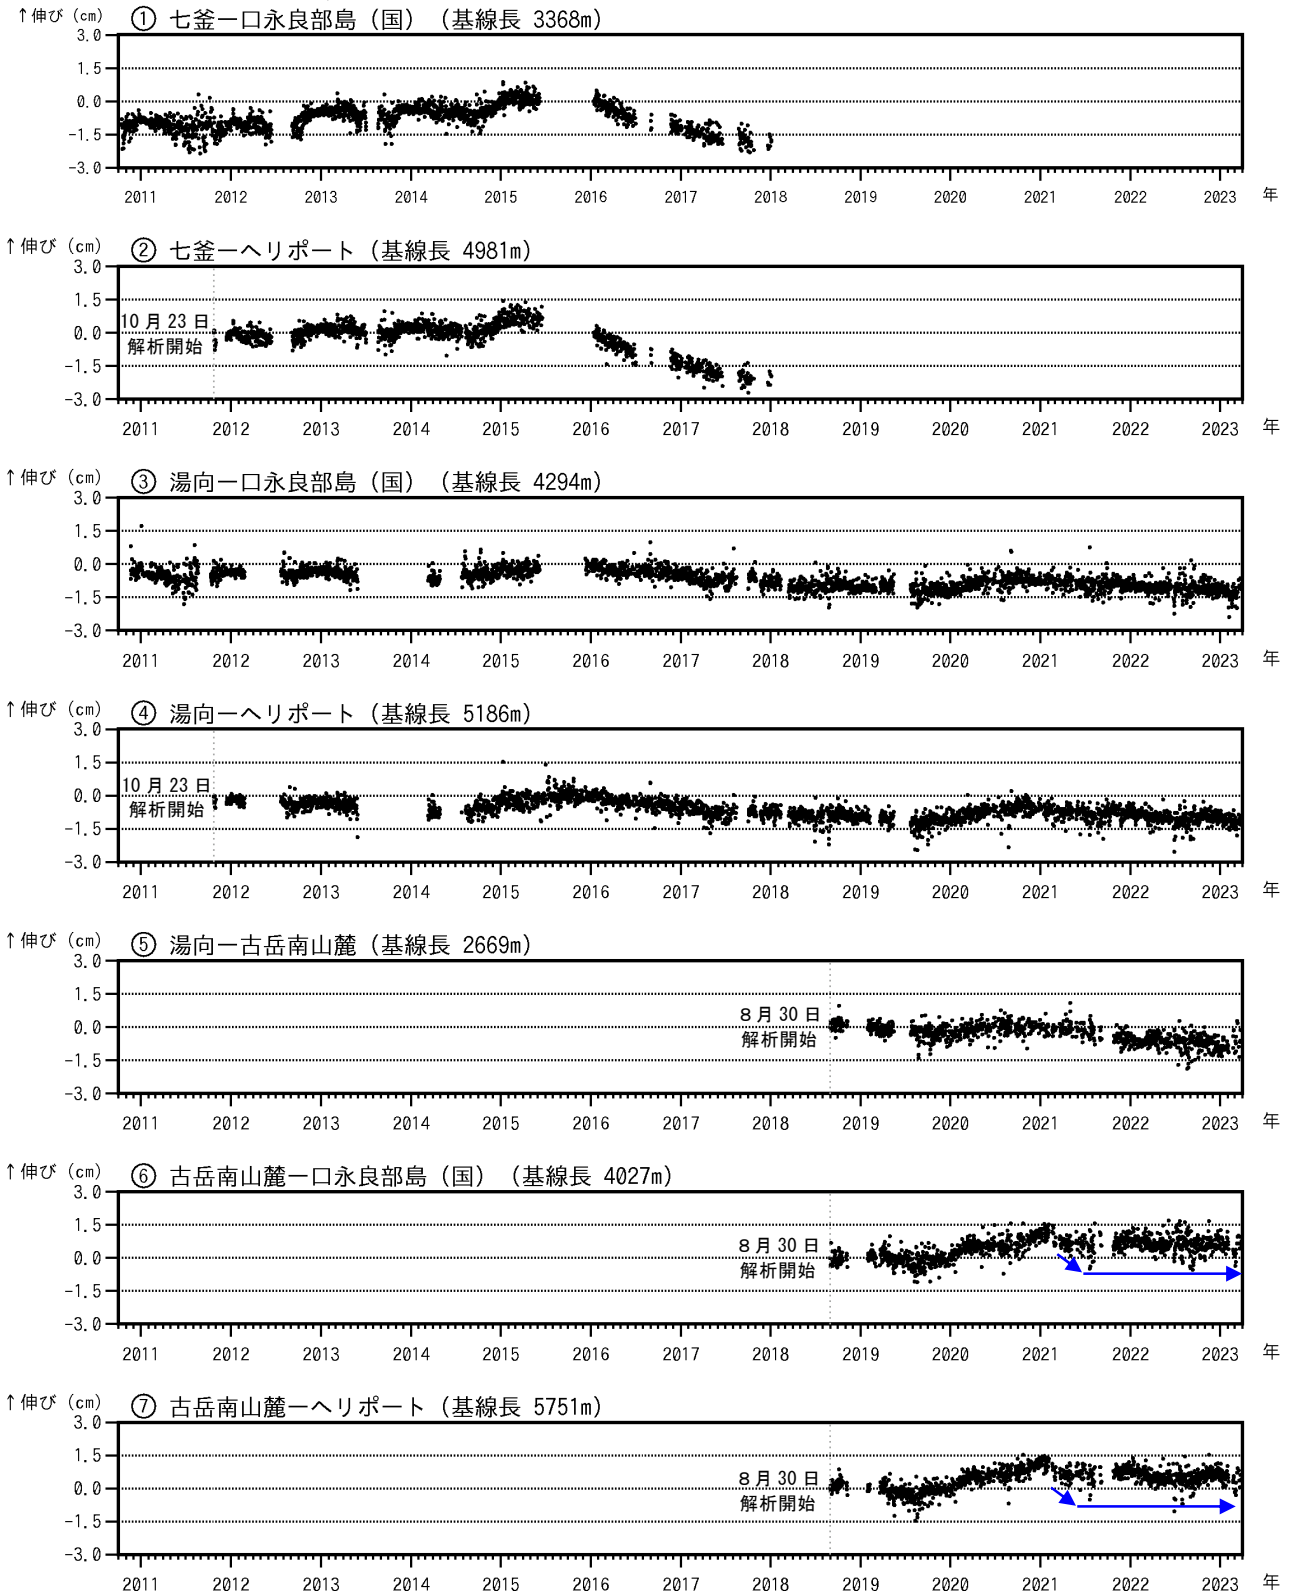 ↑伸び (cm) ① 七釜ー口永良部島（国）（基線長 3368m）
3.0
1.5
0.0
-1.5
-3.0
2011 2012 2013 2014 2015 2016 2017 2018 2019 2020 2021 2022 2023 年
↑伸び (cm) ② 七釜ーヘリポート（基線長 4981m）
3.0
1.5
10月23日
0.0
解析開始
-1.5
-3.0
2011 2012 2013 2014 2015 2016 2017 2018 2019 2020 2021 2022 2023 年
↑伸び (cm) ③ 湯向ー口永良部島（国）（基線長 4294m）
3.0
1.5
0.0
-1.5
-3.0
2011 2012 2013 2014 2015 2016 2017 2018 2019 2020 2021 2022 2023 年
↑伸び (cm) ④ 湯向ーヘリポート（基線長 5186m）
3.0
1.5
10月23日
0.0
解析開始
-1.5
-3.0
2011 2012 2013 2014 2015 2016 2017 2018 2019 2020 2021 2022 2023 年
↑伸び (cm) ⑤ 湯向ー古岳南山麓（基線長 2669m）
3.0
1.5
8月30日
0.0
解析開始
-1.5
-3.0
2011 2012 2013 2014 2015 2016 2017 2018 2019 2020 2021 2022 2023 年
↑伸び (cm) ⑥ 古岳南山麓ー口永良部島（国）（基線長 4027m）
3.0
1.5
8月30日
0.0
解析開始
-1.5
-3.0
2011 2012 2013 2014 2015 2016 2017 2018 2019 2020 2021 2022 2023 年
↑伸び (cm) ⑦ 古岳南山麓ーヘリポート（基線長 5751m）
3.0
1.5
8月30日
0.0
解析開始
-1.5
-3.0
2011 2012 2013 2014 2015 2016 2017 2018 2019 2020 2021 2022 2023 年